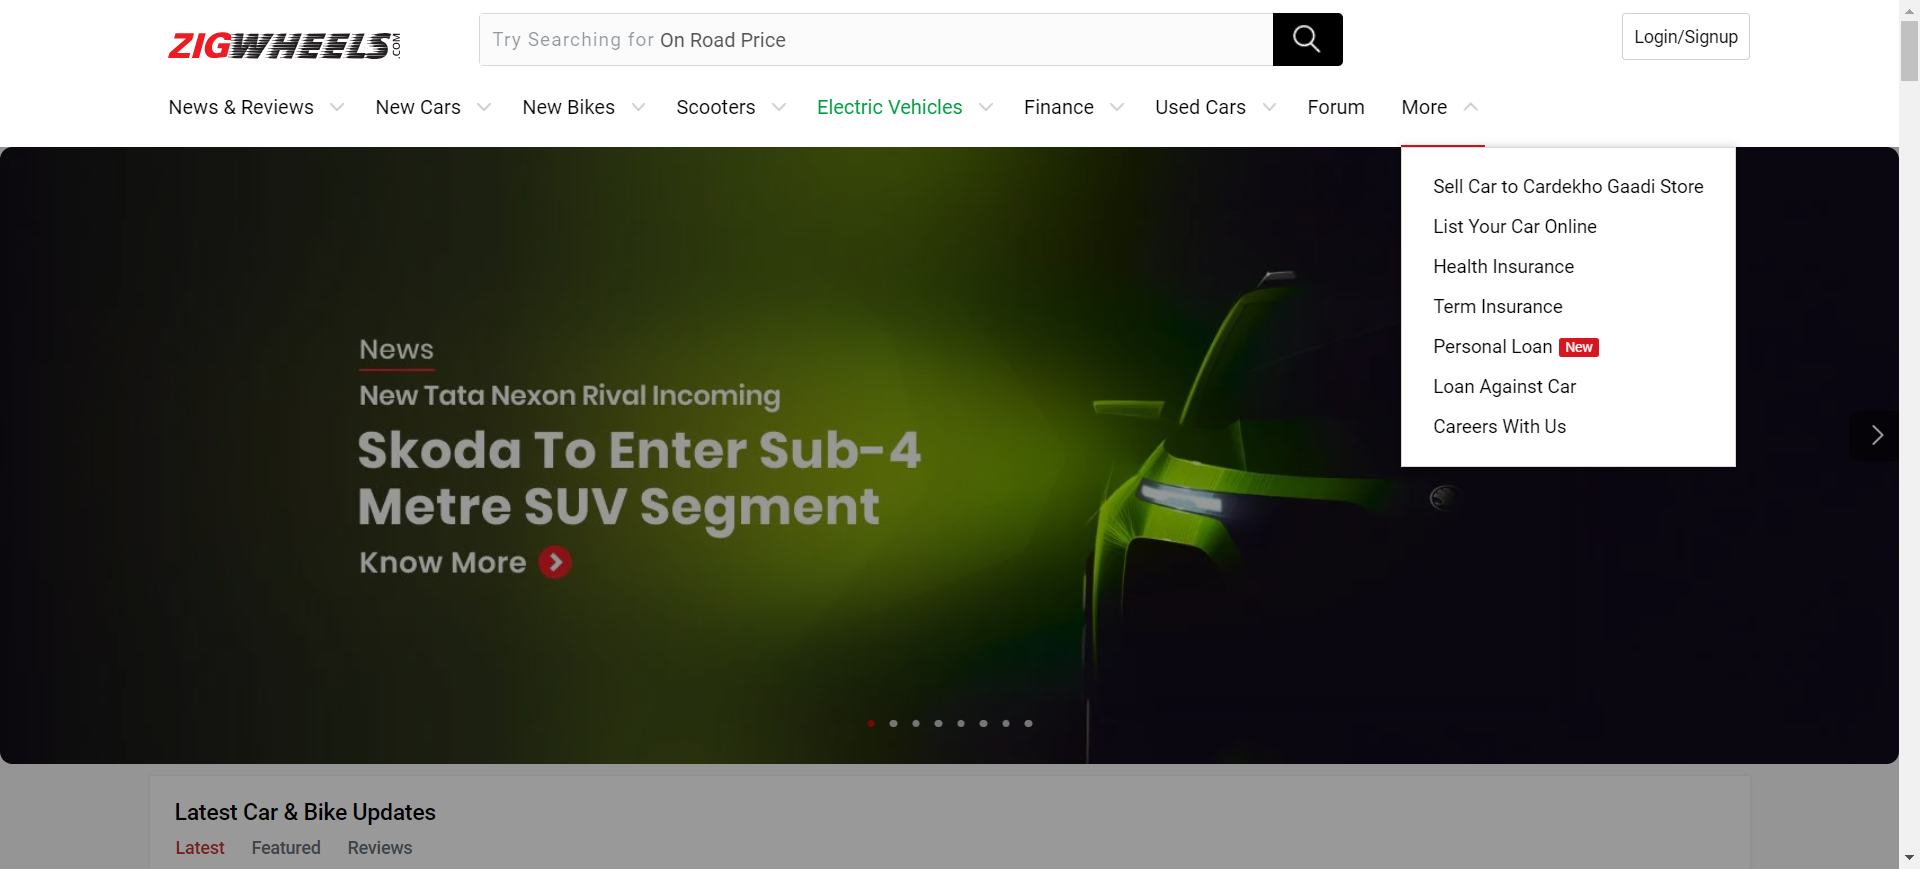 ZIGWHEELS.COM
Try Searching for On Road Price
Login/Signup
News & Reviews New Cars New Bikes Scooters Electric Vehicles Finance Used Cars Forum More
Sell Car to Cardekho Gaadi Store
List Your Car Online
Health Insurance
Term Insurance
Personal Loan New
Loan Against Car
Careers With Us
News
New Tata Nexon Rival Incoming
Skoda To Enter Sub-4
Metre SUV Segment
Know More
Latest Car & Bike Updates
Latest Featured Reviews